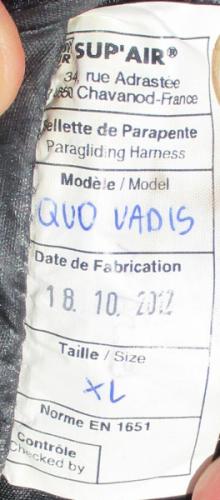 SUP'AIR®
34, rue Adrastée
Chavanod-France
Sellette de Parapente
Paragliding Harness
Modèle / Model
QUO VADIS
Date de Fabrication
18. 10. 2012
Taille / Size
XL
Norme EN 1651
Contrôle
Checked by